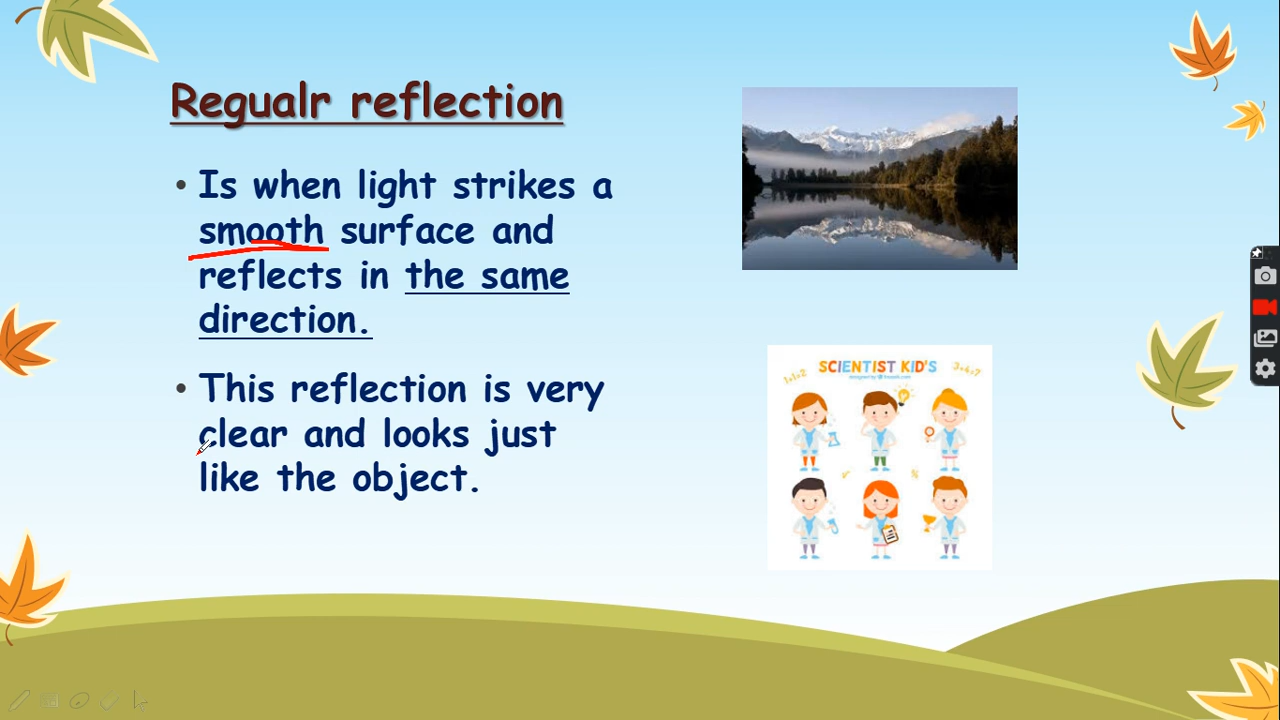 Regualr reflection
• Is when light strikes a
smooth surface and
reflects in the same
direction.
• This reflection is very
clear and looks just
like the object.
SCIENTIST KID'S